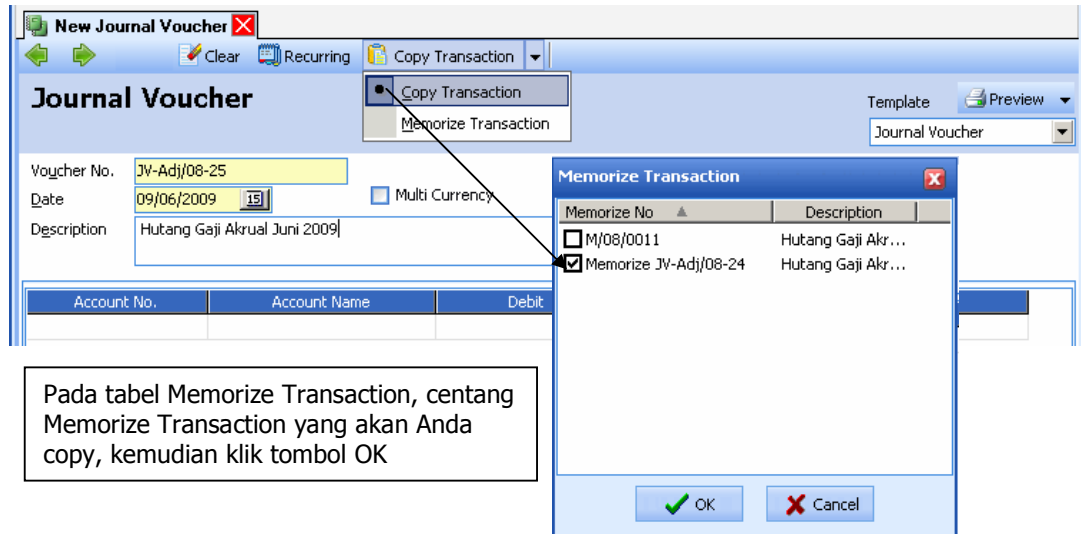 New Journal Voucher
Clear Recurring Copy Transaction
Copy Transaction
Memorize Transaction
Journal Voucher
Template Preview
Journal Voucher
Voucher No. JV-Adj/08-25
Date 09/06/2009 15 Multi Currency
Description Hutang Gaji Akrual Juni 2009
Account No. Account Name Debit
Memorize Transaction
Memorize No Description
M/08/0011 Hutang Gaji Akr...
Memorize JV-Adj/08-24 Hutang Gaji Akr...
OK Cancel
Pada tabel Memorize Transaction, centang
Memorize Transaction yang akan Anda
copy, kemudian klik tombol OK